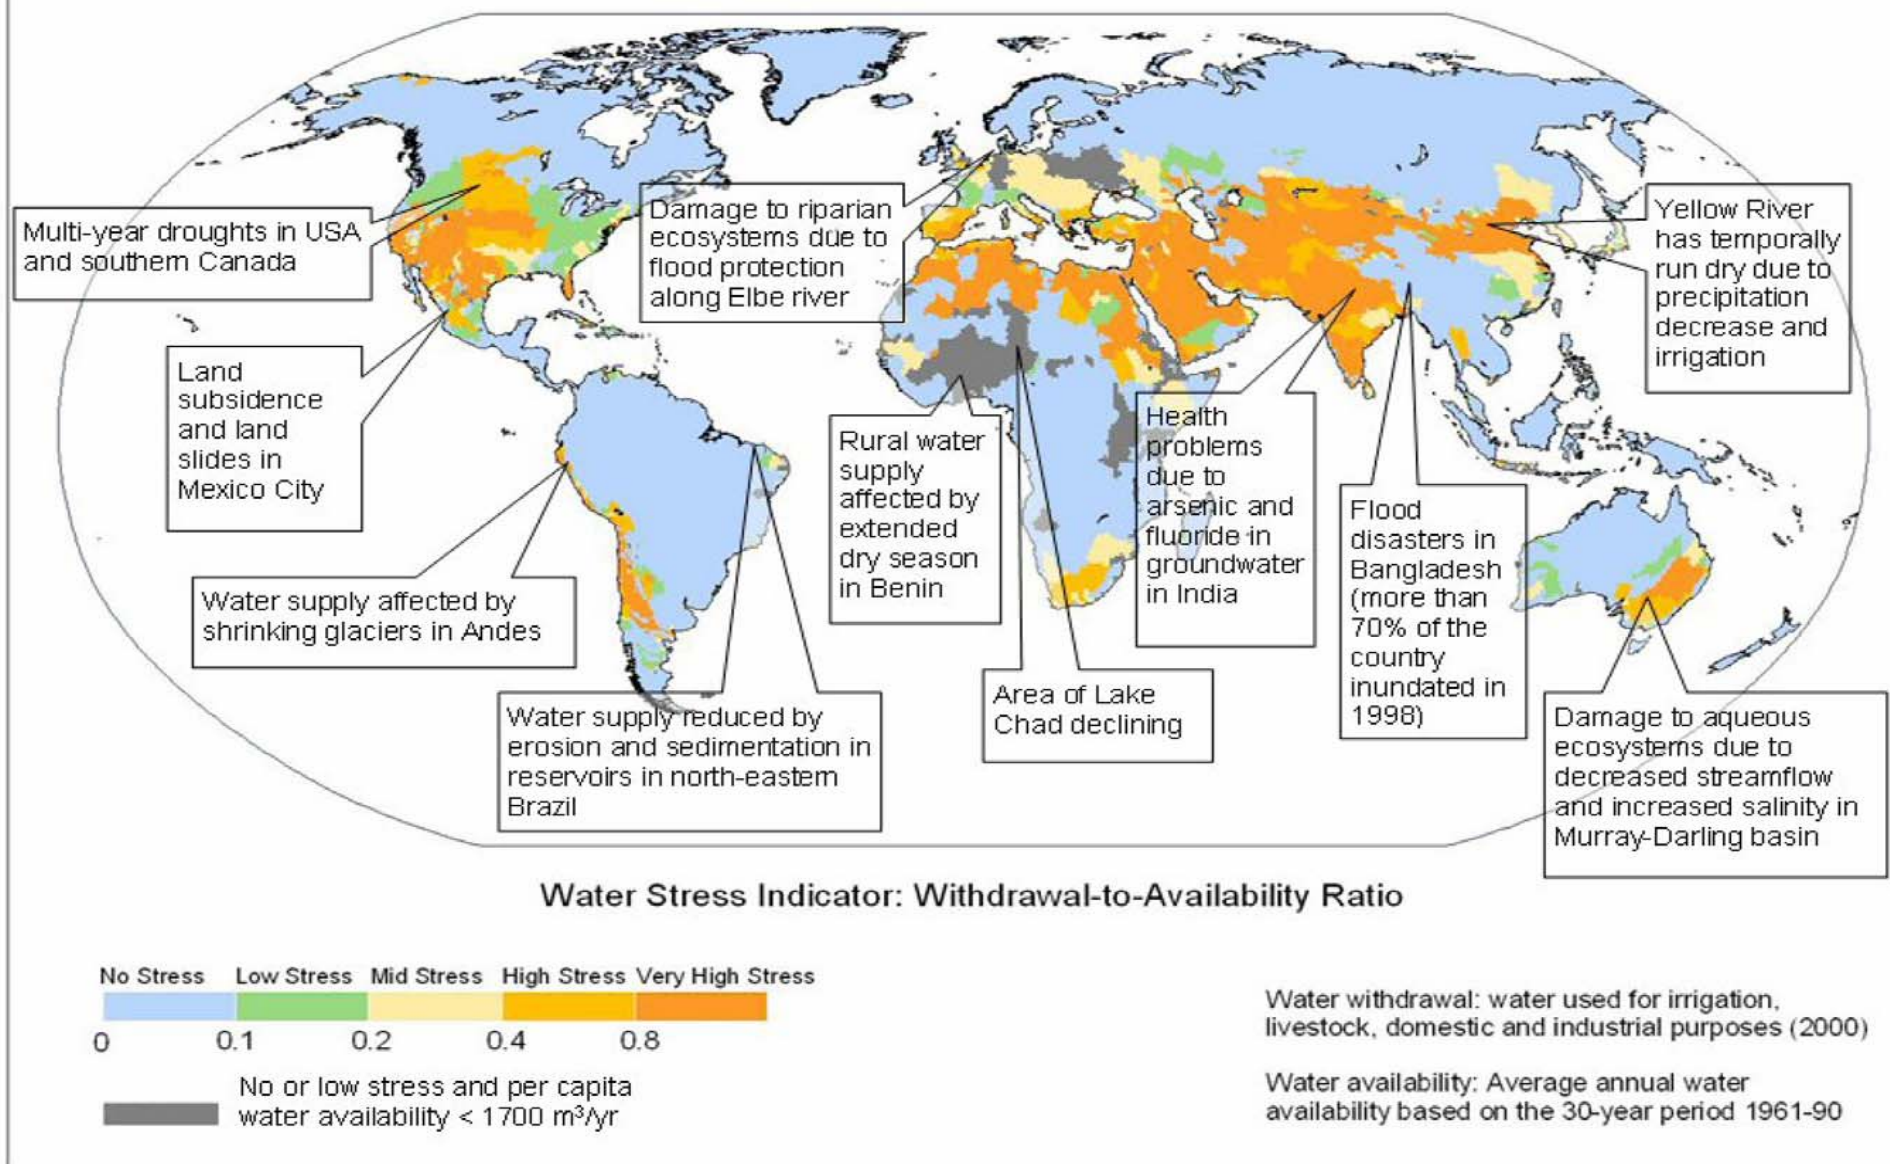 Multi-year droughts in USA
and southern Canada
Land
subsidence
and land
slides in
Mexico City
Water supply affected by
shrinking glaciers in Andes
Damage to riparian
ecosystems due to
flood protection
along Elbe river
Water supply reduced by
erosion and sedimentation in
reservoirs in north-eastern
Brazil
Rural water
supply
affected by
extended
dry season
in Benin
Area of Lake
Chad declining
Health
problems
due to
arsenic and
fluoride in
groundwater
in India
Flood
disasters in
Bangladesh
(more than
70% of the
country
inundated in
1998)
Yellow River
has temporally
run dry due to
precipitation
decrease and
irrigation
Damage to aqueous
ecosystems due to
decreased streamflow
and increased salinity in
Murray-Darling basin
Water Stress Indicator: Withdrawal-to-Availability Ratio
No Stress Low Stress Mid Stress High Stress Very High Stress
0 0.1 0.2 0.4 0.8
No or low stress and per capita
water availability < 1700 m³/yr
Water withdrawal: water used for irrigation,
livestock, domestic and industrial purposes (2000)
Water availability: Average annual water
availability based on the 30-year period 1961-90